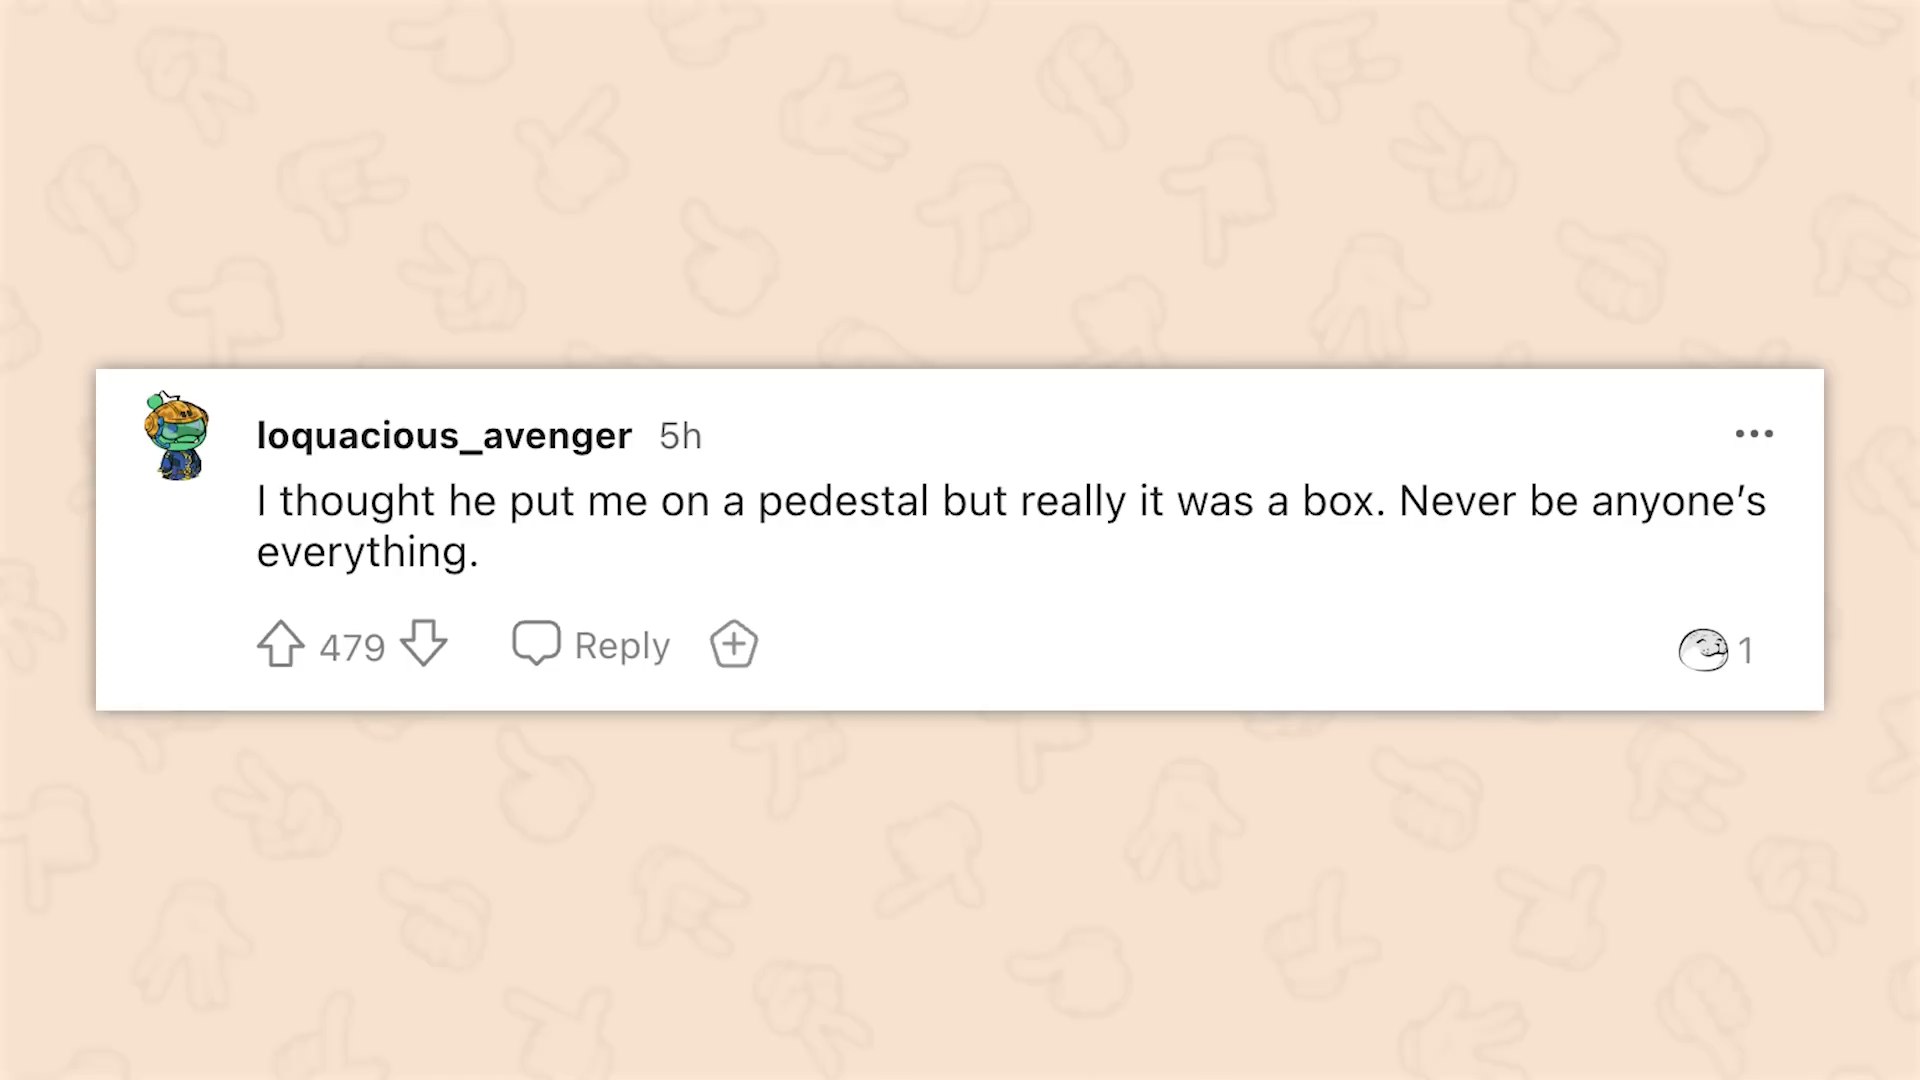 loquacious_avenger 5h
I thought he put me on a pedestal but really it was a box. Never be anyone’s
everything.
479 Reply 1